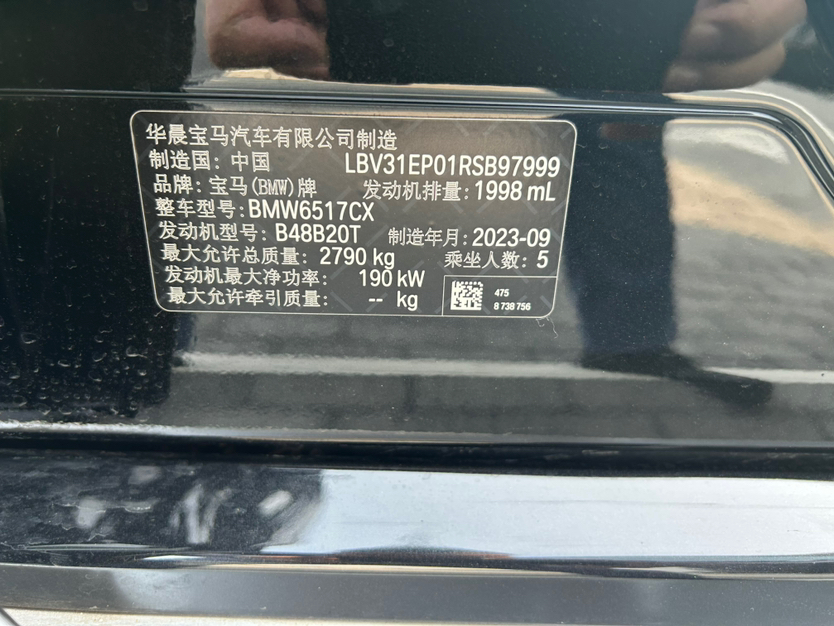 华晨宝马汽车有限公司制造
制造国：中国 LBV31EP01RSB97999
品牌：宝马(BMW)牌 发动机排量：1998 mL
整车型号：BMW6517CX
发动机型号：B48B20T 制造年月：2023-09
最大允许总质量：2790 kg 乘坐人数：5
发动机最大净功率：190 kW
最大允许牵引质量：-- kg
475
8 738 756